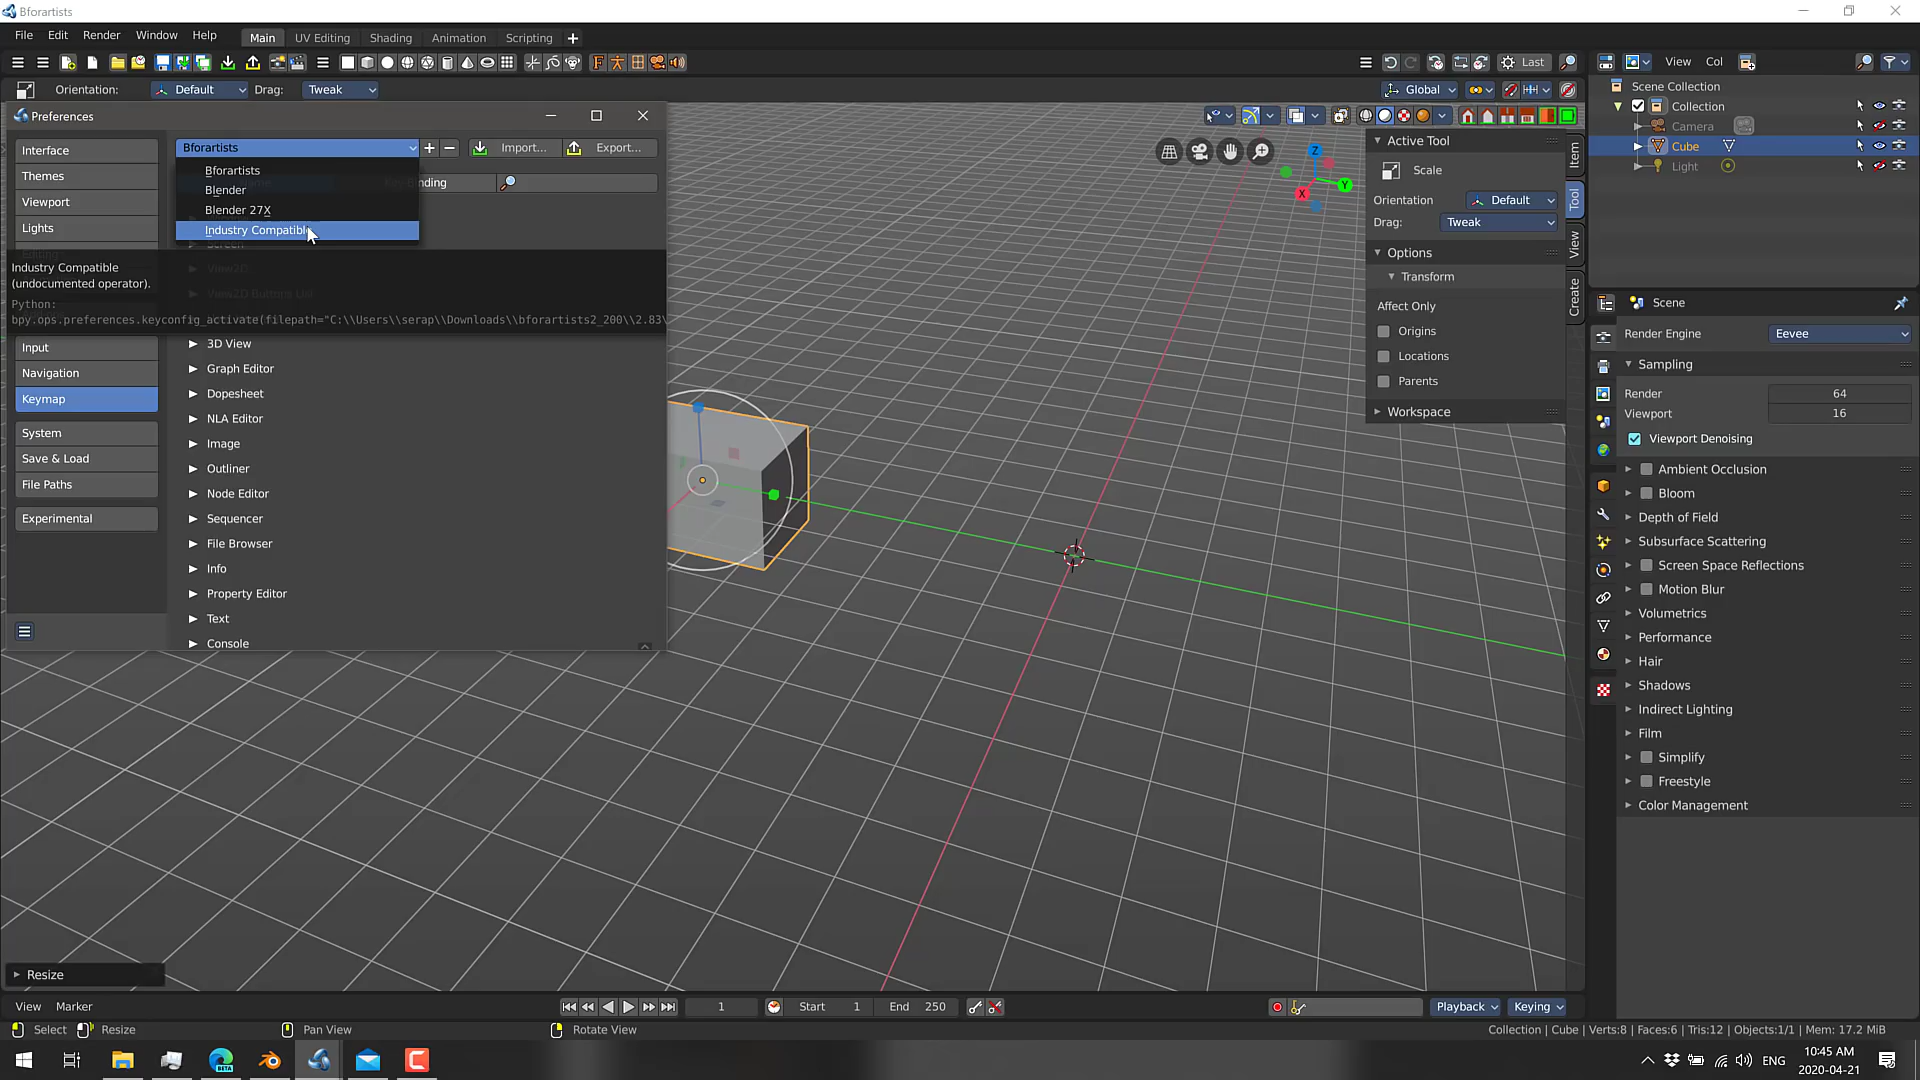 Bforartists
File Edit Render Window Help Main UV Editing Shading Animation Scripting +
Last View Col
Orientation: Default Drag: Tweak Global
Scene Collection
Collection
Camera
Cube
Light
Preferences
Interface
Themes
Viewport
Lights
Input
Navigation
Keymap
System
Save & Load
File Paths
Experimental
Bforartists + − Import... Export...
Bforartists
Blender
Blender 27X
Industry Compatible
Binding
Screen
View2D
View2D Buttons List
Industry Compatible
(undocumented operator).
Python:
bpy.ops.preferences.keyconfig_activate(filepath="C:\\Users\\serap\\Downloads\\bforartists2_200\\2.83\
3D View
Graph Editor
Dopesheet
NLA Editor
Image
Outliner
Node Editor
Sequencer
File Browser
Info
Property Editor
Text
Console
Z
Y
X
Active Tool
Scale
Orientation Default
Drag: Tweak
Options
Transform
Affect Only
Origins
Locations
Parents
Workspace
Item
Tool
View
Create
Scene
Render Engine Eevee
Sampling
Render 64
Viewport 16
Viewport Denoising
Ambient Occlusion
Bloom
Depth of Field
Subsurface Scattering
Screen Space Reflections
Motion Blur
Volumetrics
Performance
Hair
Shadows
Indirect Lighting
Film
Simplify
Freestyle
Color Management
Resize
View Marker 1 Start 1 End 250 Playback Keying
Select Resize Pan View Rotate View Collection | Cube | Verts:8 | Faces:6 | Tris:12 | Objects:1/1 | Mem: 17.2 MiB
BETA ENG 10:45 AM
2020-04-21